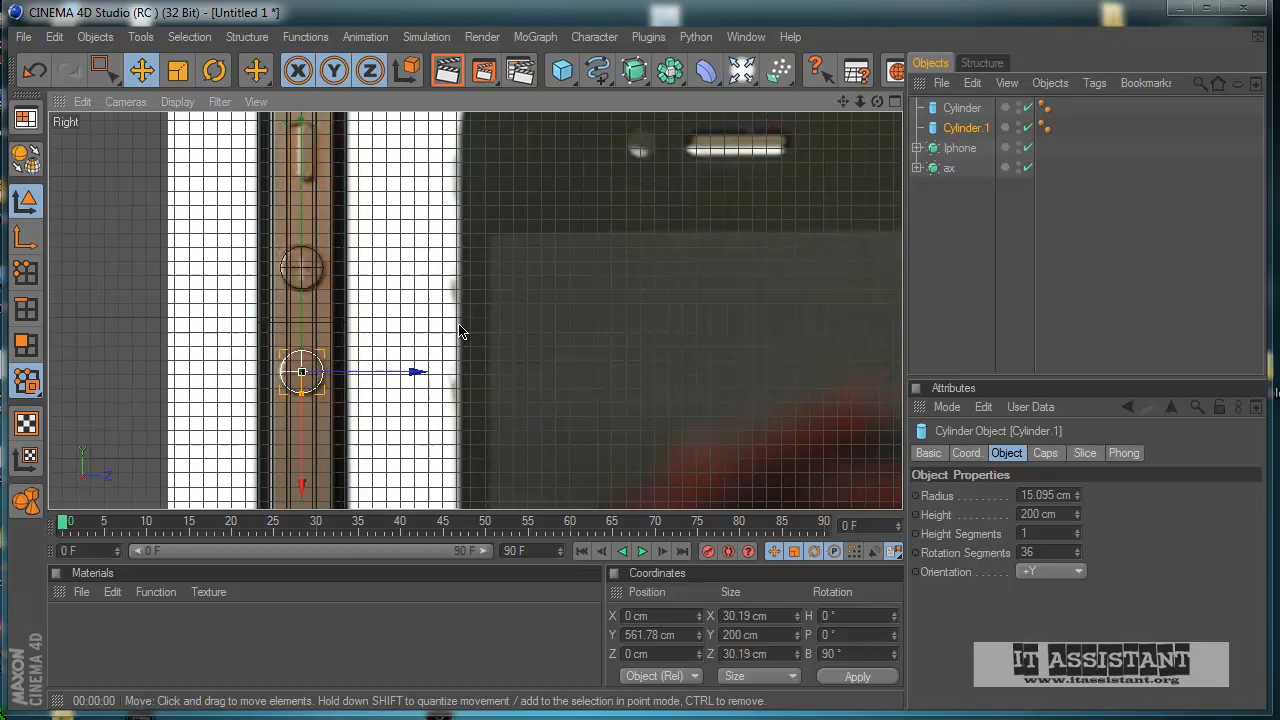 CINEMA 4D Studio (RC ) (32 Bit) - [Untitled 1 *]
File Edit Objects Tools Selection Structure Functions Animation Simulation Render MoGraph Character Plugins Python Window Help
X Y Z
Objects Structure
File Edit View Objects Tags Bookmark
Edit Cameras Display Filter View
Right
Cylinder
Cylinder.1
Iphone
ax
Y
Z
Attributes
Mode Edit User Data
Cylinder Object [Cylinder.1]
Basic Coord. Object Caps Slice Phong
Object Properties
Radius 15.095 cm
Height 200 cm
Height Segments 1
Rotation Segments 36
Orientation +Y
0 5 10 15 20 25 30 35 40 45 50 55 60 65 70 75 80 85 90 0 F
0 F 0 F 90 F 90 F
Materials
File Edit Function Texture
Coordinates
Position Size Rotation
X 0 cm X 30.19 cm H 0 °
Y 561.78 cm Y 200 cm P 0 °
Z 0 cm Z 30.19 cm B 90 °
Object (Rel) Size Apply
MAXON
CINEMA 4D
IT ASSISTANT
www.itassistant.org
00:00:00 Move: Click and drag to move elements. Hold down SHIFT to quantize movement / add to the selection in point mode, CTRL to remove.